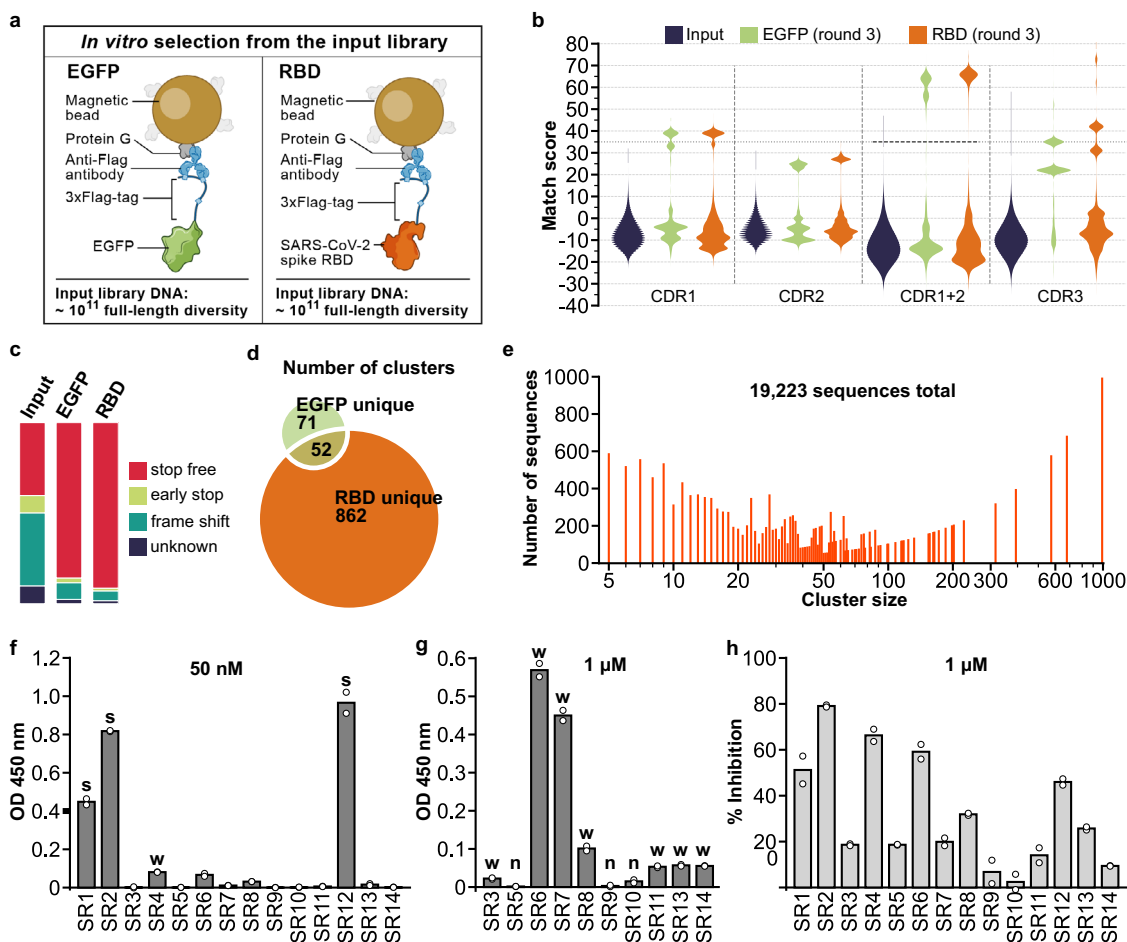 a
In vitro selection from the input library
EGFP
Magnetic
bead
Protein G
Anti-Flag
antibody
3xFlag-tag
EGFP
Input library DNA:
~ 10¹¹ full-length diversity
RBD
Magnetic
bead
Protein G
Anti-Flag
antibody
3xFlag-tag
SARS-CoV-2
spike RBD
Input library DNA:
~ 10¹¹ full-length diversity
b
Input EGFP (round 3) RBD (round 3)
Match score
80
70
60
50
40
30
20
10
0
-10
-20
-30
-40
CDR1 CDR2 CDR1+2 CDR3
c
Input EGFP RBD
stop free
early stop
frame shift
unknown
d
Number of clusters
EGFP unique
71
52
RBD unique
862
e
19,223 sequences total
Number of sequences
1000
800
600
400
200
0
5 10 20 50 100 200 300 600 1000
Cluster size
f
50 nM
OD 450 nm
1.2
1.0
0.8
0.6
0.4
0.2
0
s s w s
SR1 SR2 SR3 SR4 SR5 SR6 SR7 SR8 SR9 SR10 SR11 SR12 SR13 SR14
g
1 µM
OD 450 nm
0.6
0.5
0.4
0.3
0.2
0.1
0
w n w w w n n w w w
SR3 SR5 SR6 SR7 SR8 SR9 SR10 SR11 SR13 SR14
h
1 µM
% Inhibition
80
60
40
20
0
SR1 SR2 SR3 SR4 SR5 SR6 SR7 SR8 SR9 SR10 SR11 SR12 SR13 SR14